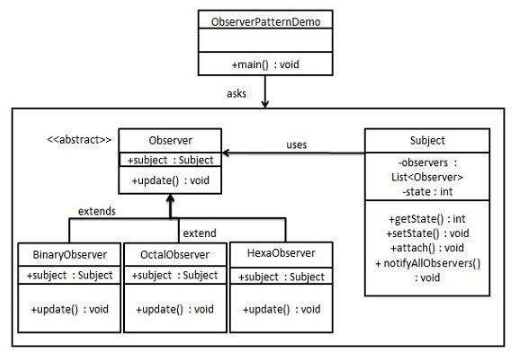 ObserverPatternDemo
+main() : void
asks
<<abstract>>
Observer
+subject : Subject
+update() : void
uses
Subject
-observers :
List<Observer>
-state : int
+getState() : int
+setState() : void
+attach() : void
+ notifyAllObservers()
: void
extends
extend
BinaryObserver
+subject : Subject
+update() : void
OctalObserver
+subject : Subject
+update() : void
HexaObserver
+subject : Subject
+update() : void